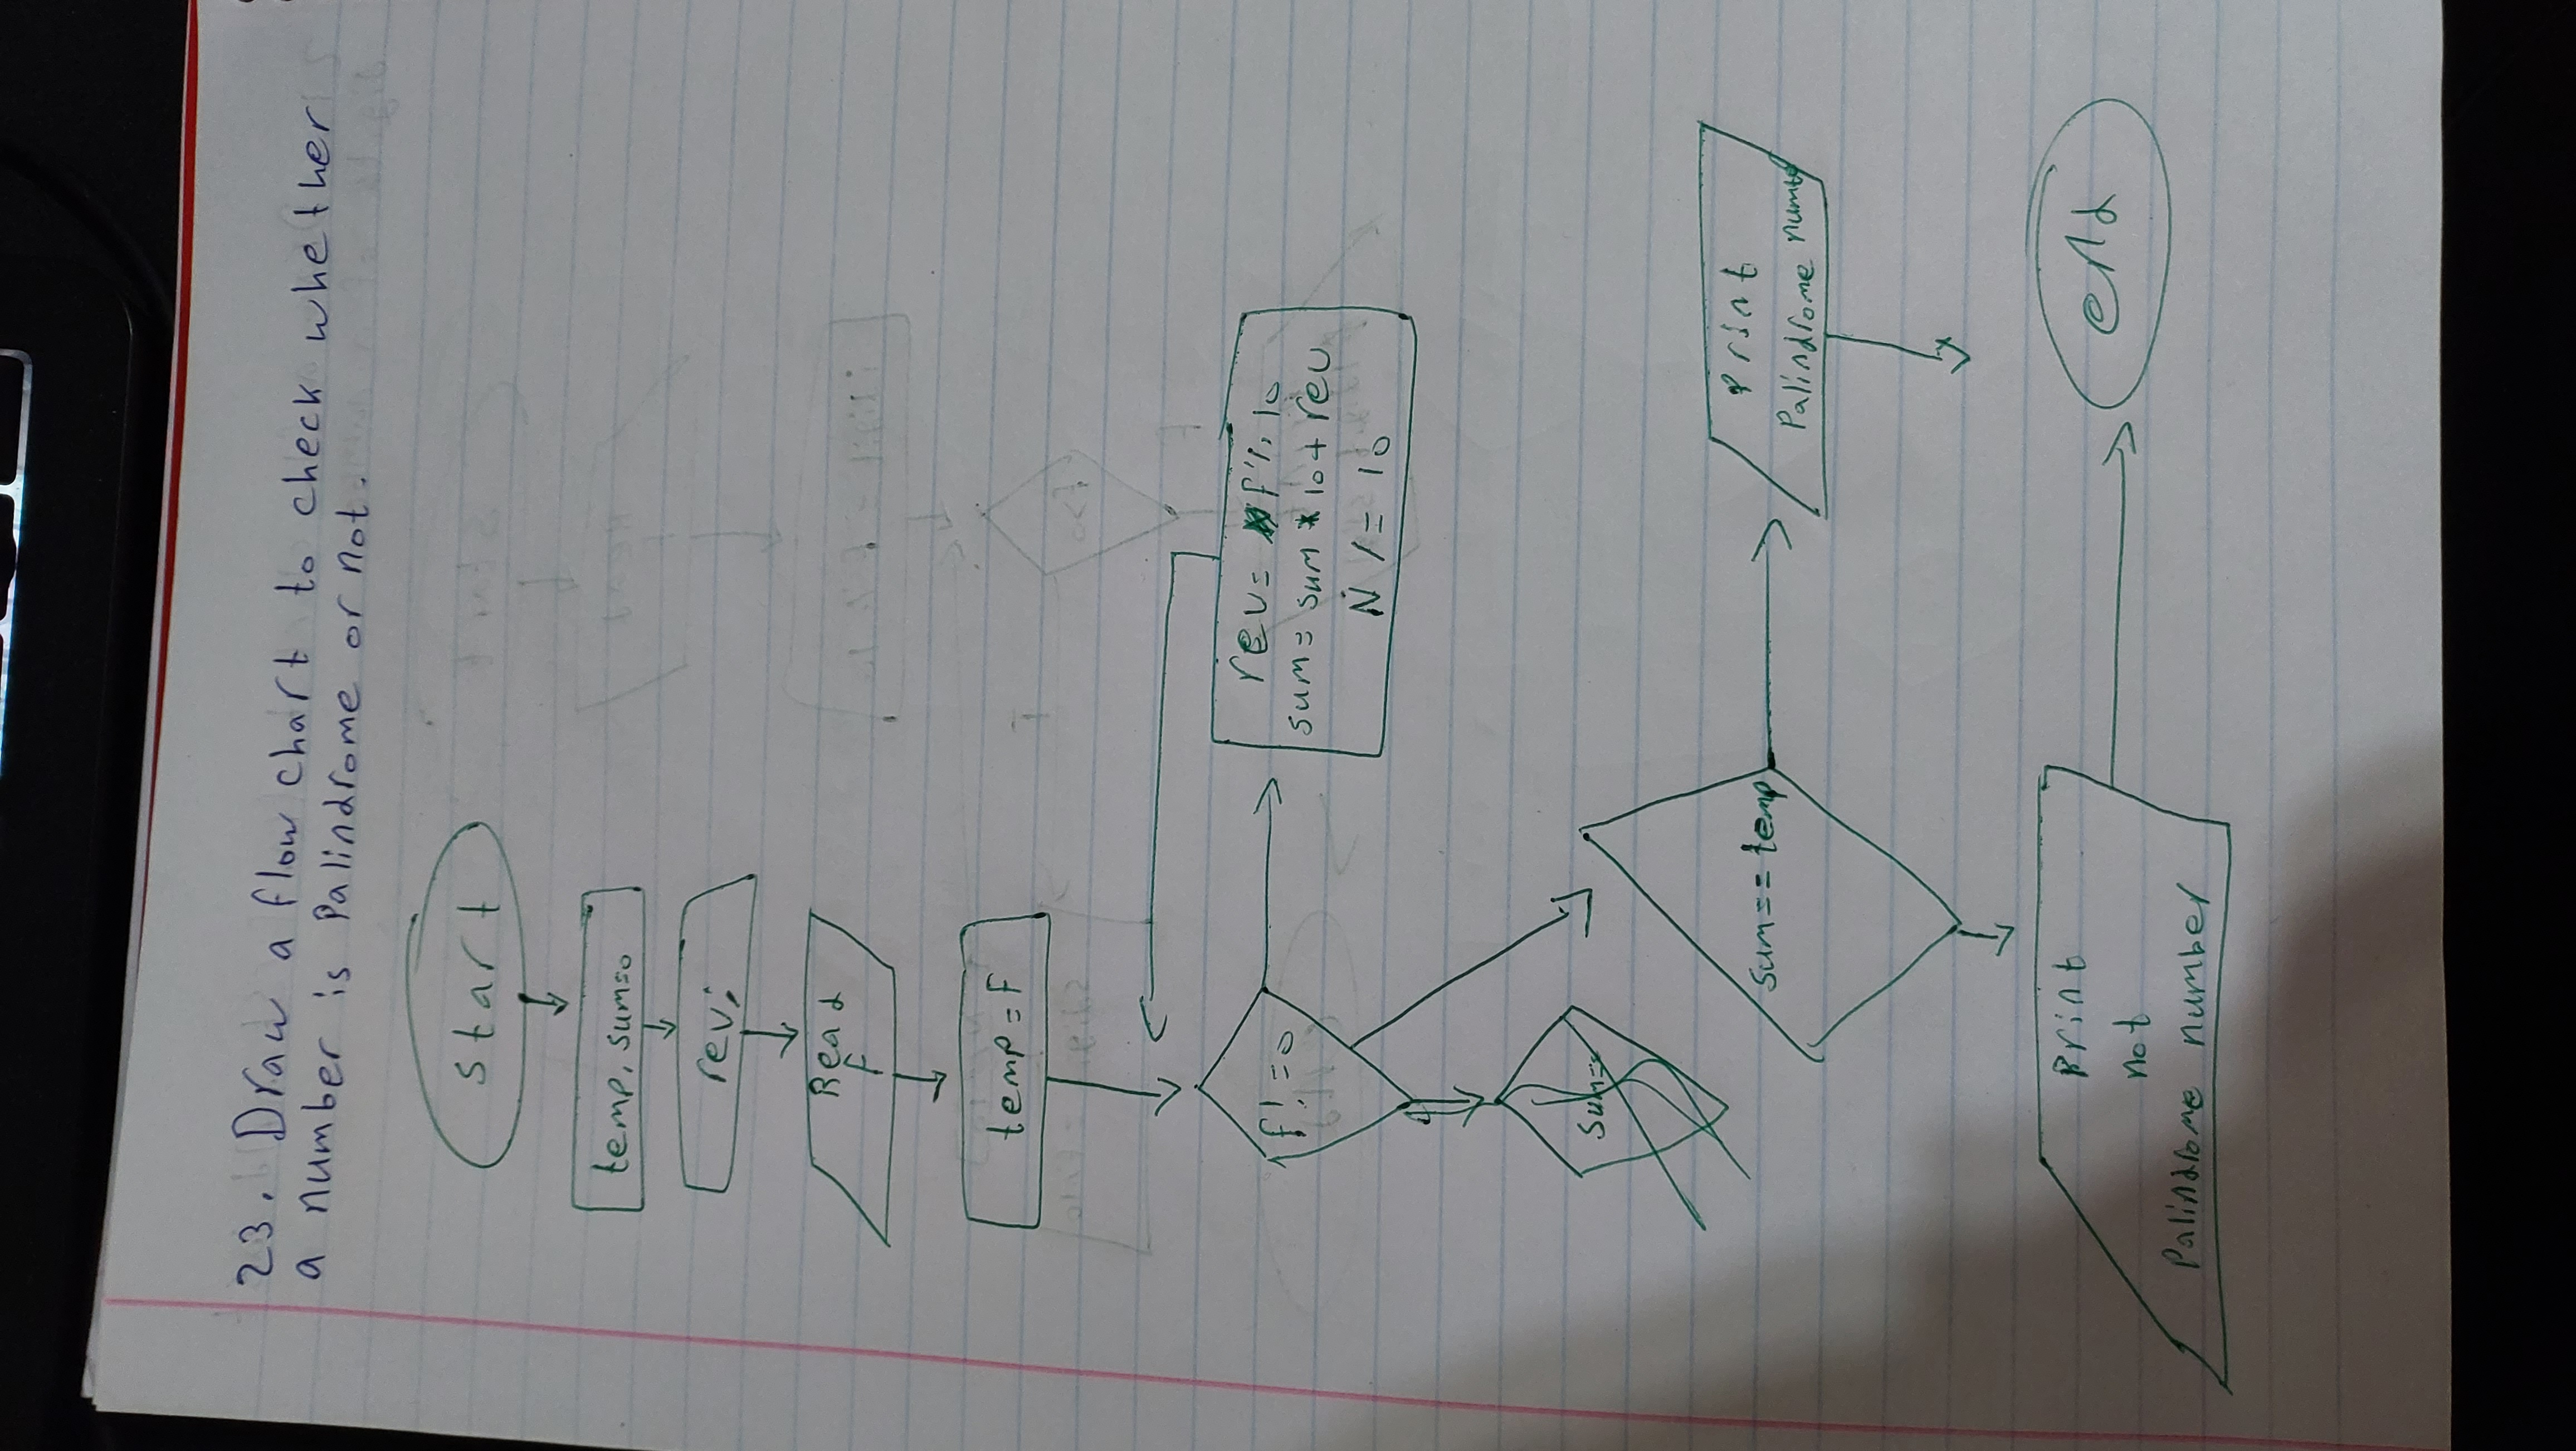 23. Draw a flow chart to check whether
a number is Palindrome or not.
start
temp, sum=0
rev;
Read
F
temp = F
f! = 0
rev= f % 10
sum = sum * 10 + rev
N /= 10
sum==
sum== temp
Print
Palindrome number
Print
not
Palindrome number
end